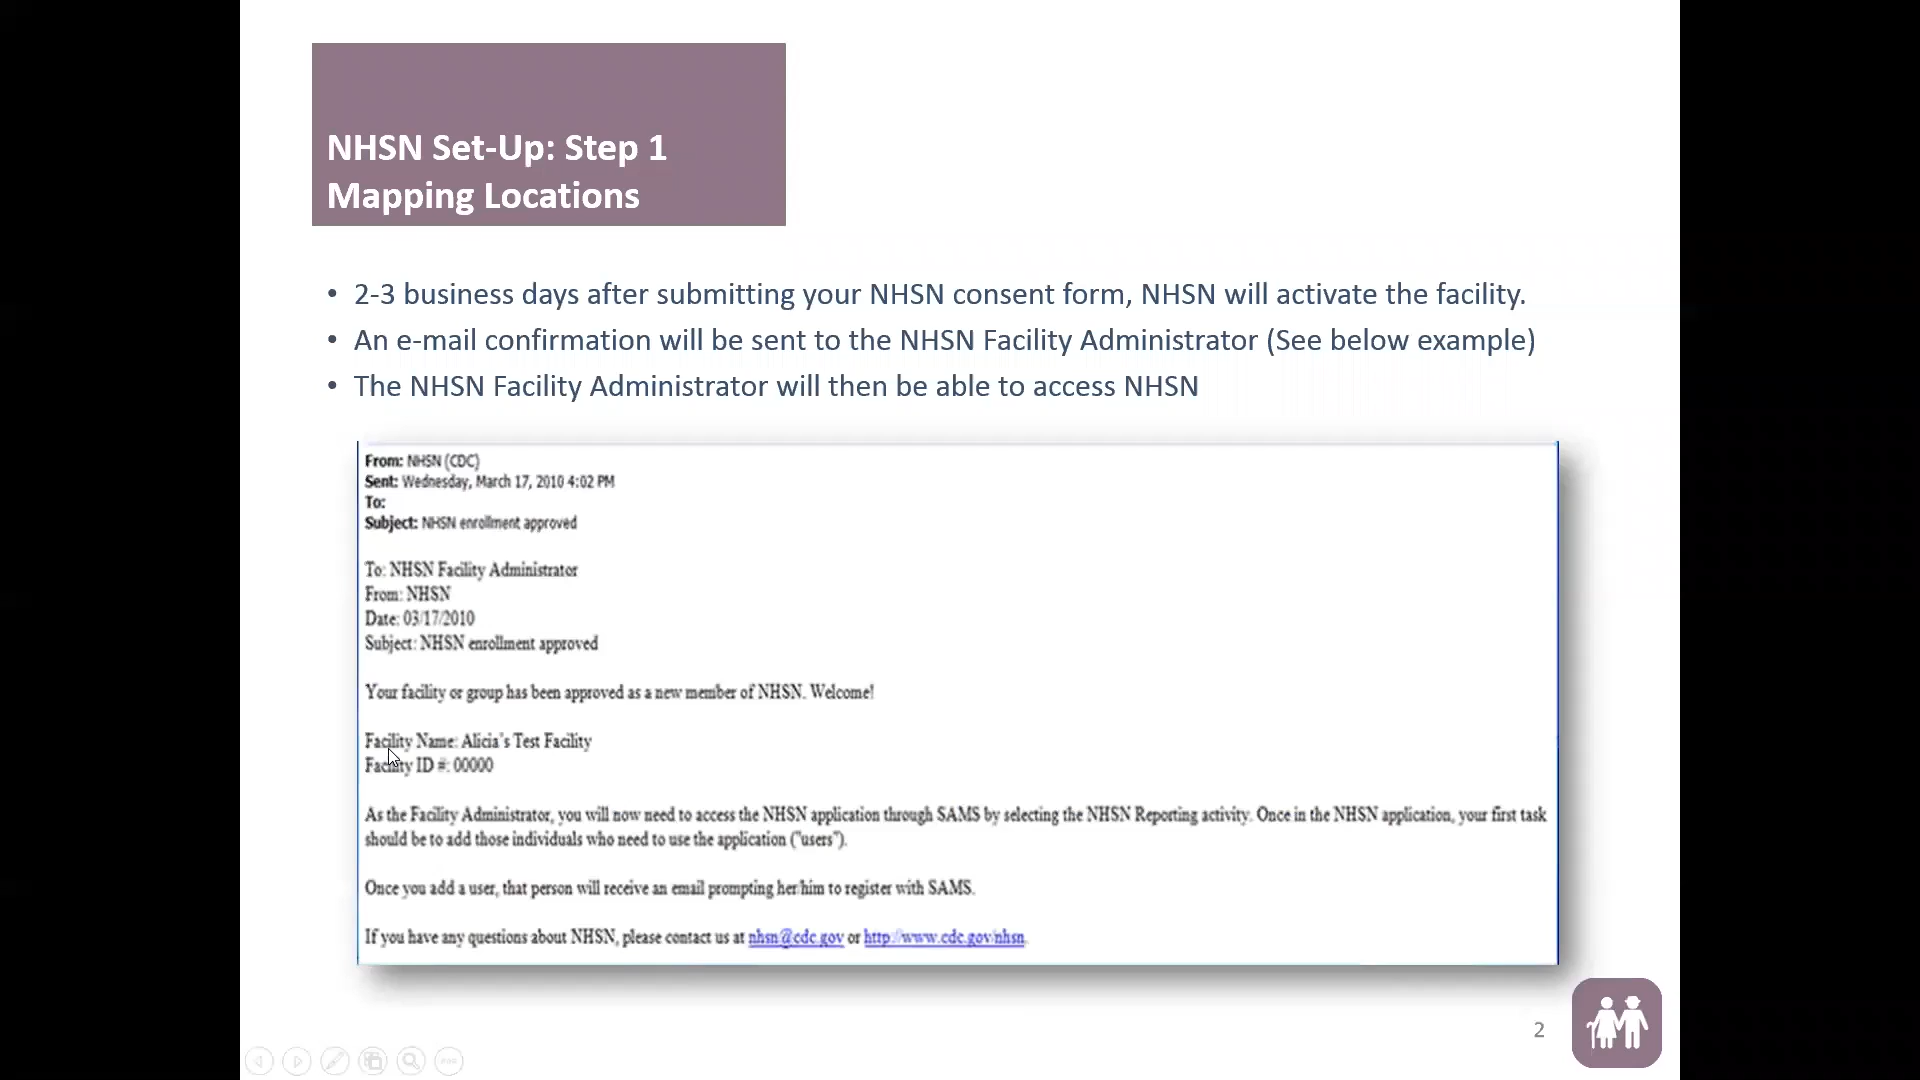 NHSN Set-Up: Step 1
Mapping Locations
• 2-3 business days after submitting your NHSN consent form, NHSN will activate the facility.
• An e-mail confirmation will be sent to the NHSN Facility Administrator (See below example)
• The NHSN Facility Administrator will then be able to access NHSN
From: NHSN (CDC)
Sent: Wednesday, March 17, 2010 4:02 PM
To:
Subject: NHSN enrollment approved
To: NHSN Facility Administrator
From: NHSN
Date: 03/17/2010
Subject: NHSN enrollment approved
Your facility or group has been approved as a new member of NHSN. Welcome!
Facility Name: Alicia's Test Facility
Facility ID #: 00000
As the Facility Administrator, you will now need to access the NHSN application through SAMS by selecting the NHSN Reporting activity. Once in the NHSN application, your first task
should be to add those individuals who need to use the application ("users").
Once you add a user, that person will receive an email prompting her/him to register with SAMS.
If you have any questions about NHSN, please contact us at nhsn@cdc.gov or http://www.cdc.gov/nhsn.
2